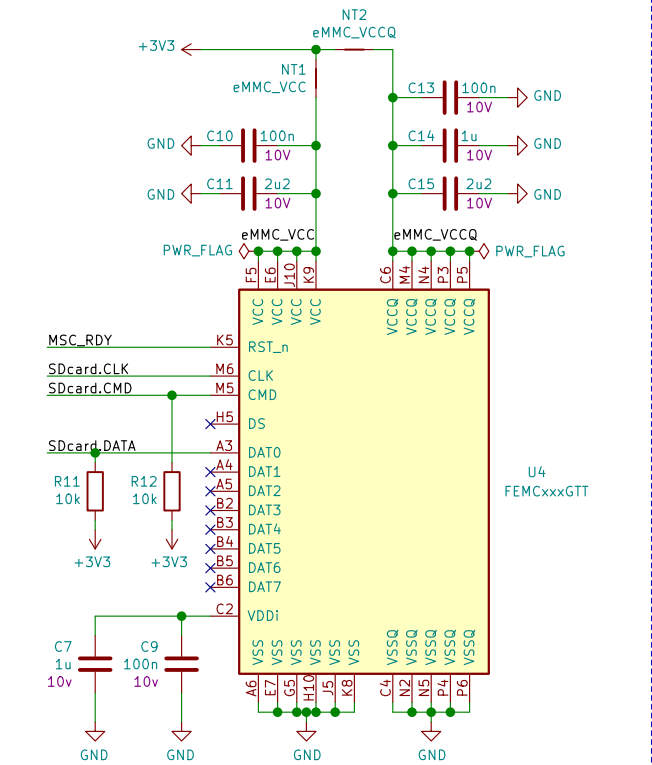 NT2
eMMC_VCCQ
+3V3
NT1
eMMC_VCC
C13 100n GND
10V
GND C10 100n
10V
C14 1u GND
10V
GND C11 2u2
10V
C15 2u2 GND
10V
eMMC_VCC
eMMC_VCCQ
PWR_FLAG
PWR_FLAG
F5 E6 J10 K9
C6 M4 N4 P3 P5
VCC VCC VCC VCC
VCCQ VCCQ VCCQ VCCQ VCCQ
MSC_RDY K5 RST_n
SDcard.CLK M6 CLK
SDcard.CMD M5 CMD
H5 DS
SDcard.DATA A3 DAT0
A4 DAT1
A5 DAT2
B2 DAT3
B3 DAT4
B4 DAT5
B5 DAT6
B6 DAT7
U4
FEMCxxxGTT
R11
10k
R12
10k
+3V3
+3V3
C2 VDDi
C7
1u
10v
C9
100n
10v
VSS VSS VSS VSS VSS VSS
VSSQ VSSQ VSSQ VSSQ VSSQ
A6 E7 G5 H10 J5 K8
C4 N2 N5 P4 P6
GND
GND
GND
GND